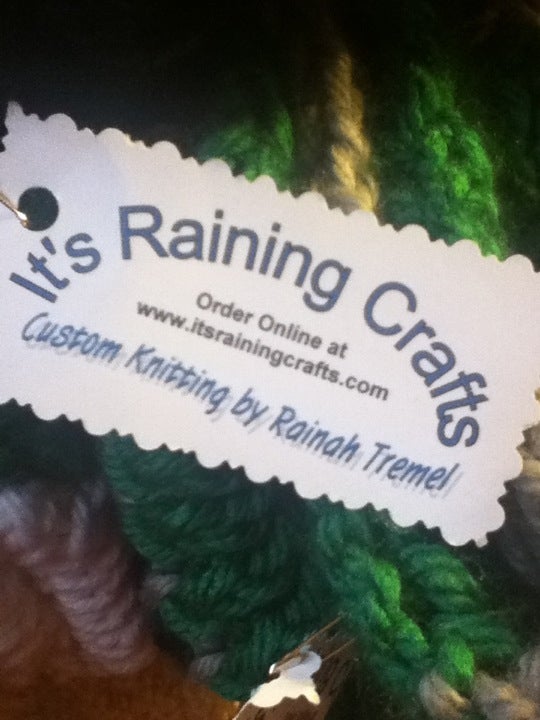 It's Raining Crafts
Order Online at
www.itsrainingcrafts.com
Custom Knitting by Rainah Tremel